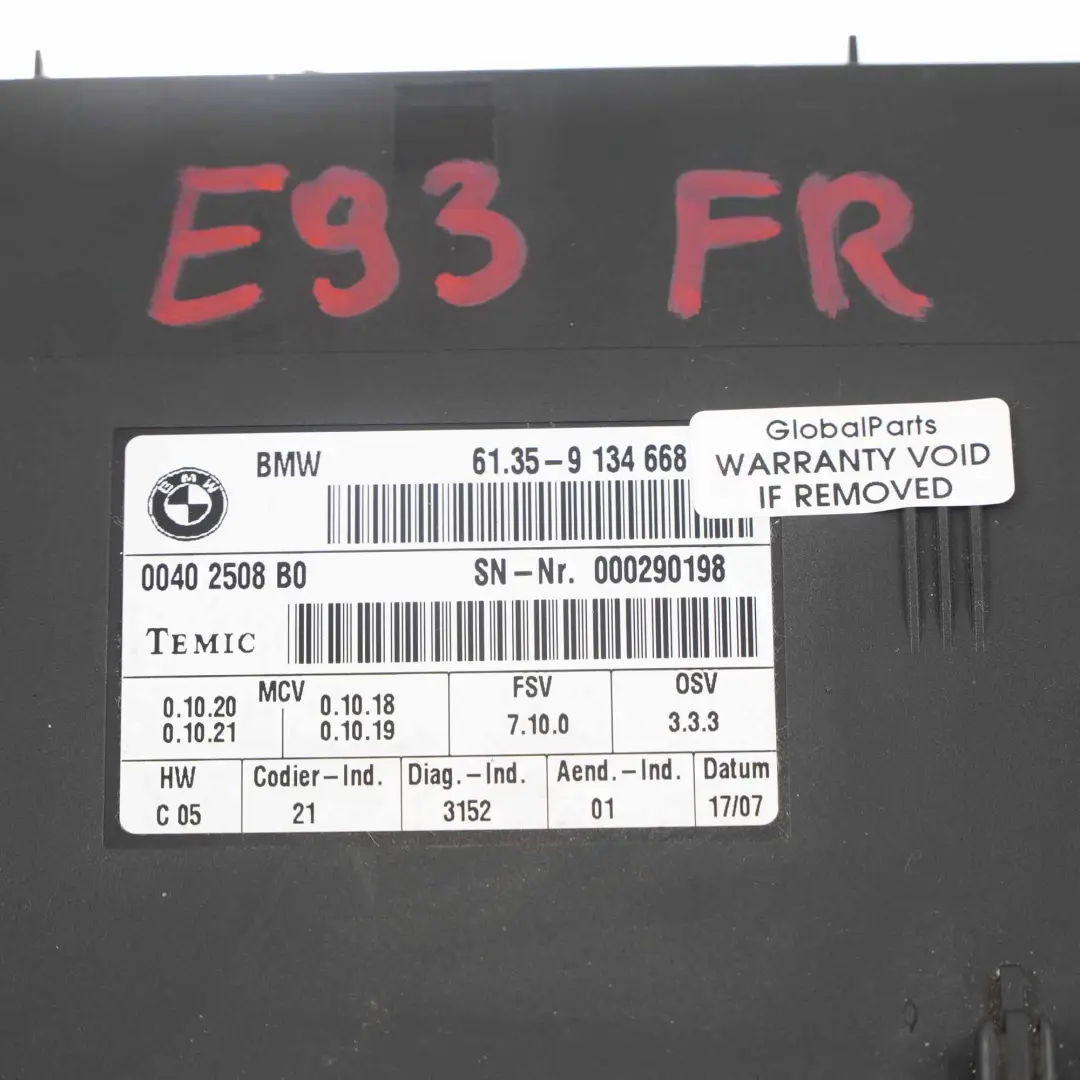 E93 FR
GlobalParts
WARRANTY VOID
IF REMOVED
BMW
BMW 61.35-9 134 668
0040 2508 B0 SN-Nr. 000290198
TEMIC
MCV FSV OSV
0.10.20 0.10.18 7.10.0 3.3.3
0.10.21 0.10.19
HW Codier-Ind. Diag.-Ind. Aend.-Ind. Datum
C 05 21 3152 01 17/07